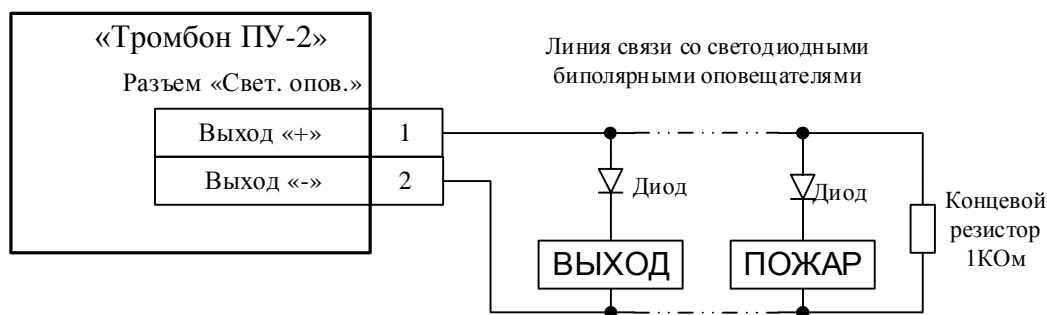 «Тромбон ПУ-2»
Разъем «Свет. опов.»
Выход «+» 1
Выход «-» 2
Линия связи со светодиодными
биполярными оповещателями
Диод
Диод
ВЫХОД
ПОЖАР
Концевой
резистор
1КОм